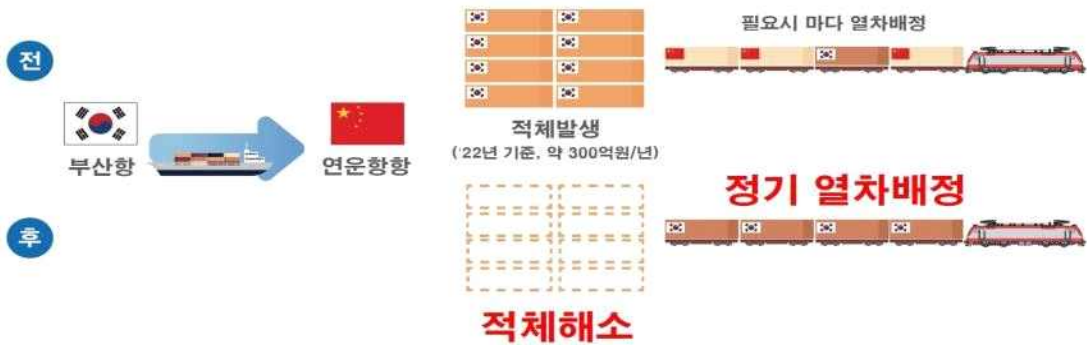 전
필요시 마다 열차배정
부산항
연운항항
적체발생
('22년 기준, 약 300억원/년)
정기 열차배정
후
적체해소